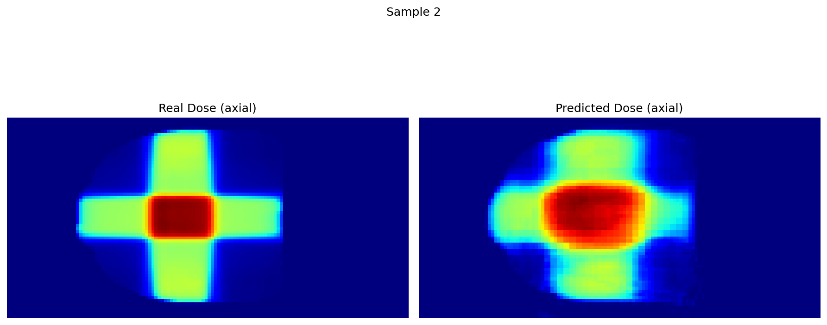 Sample 2
Real Dose (axial)
Predicted Dose (axial)